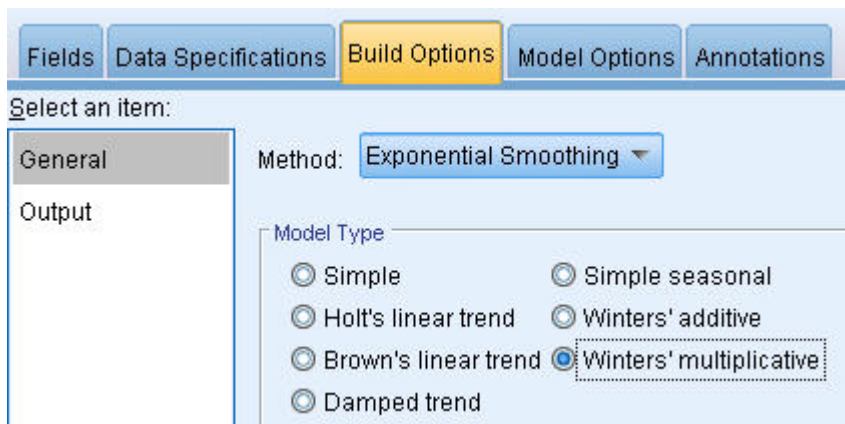 Fields Data Specifications Build Options Model Options Annotations
Select an item:
General
Output
Method: Exponential Smoothing
Model Type
Simple
Simple seasonal
Holt's linear trend
Winters' additive
Brown's linear trend
Winters' multiplicative
Damped trend